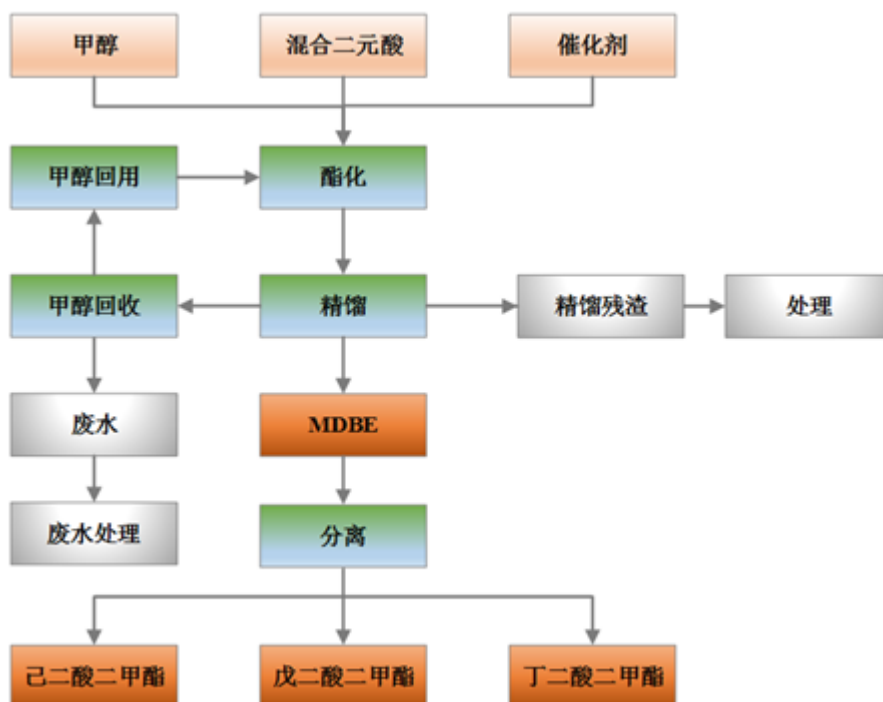 甲醇
混合二元酸
催化剂
甲醇回用
酯化
甲醇回收
精馏
精馏残渣
处理
废水
MDBE
废水处理
分离
己二酸二甲酯
戊二酸二甲酯
丁二酸二甲酯